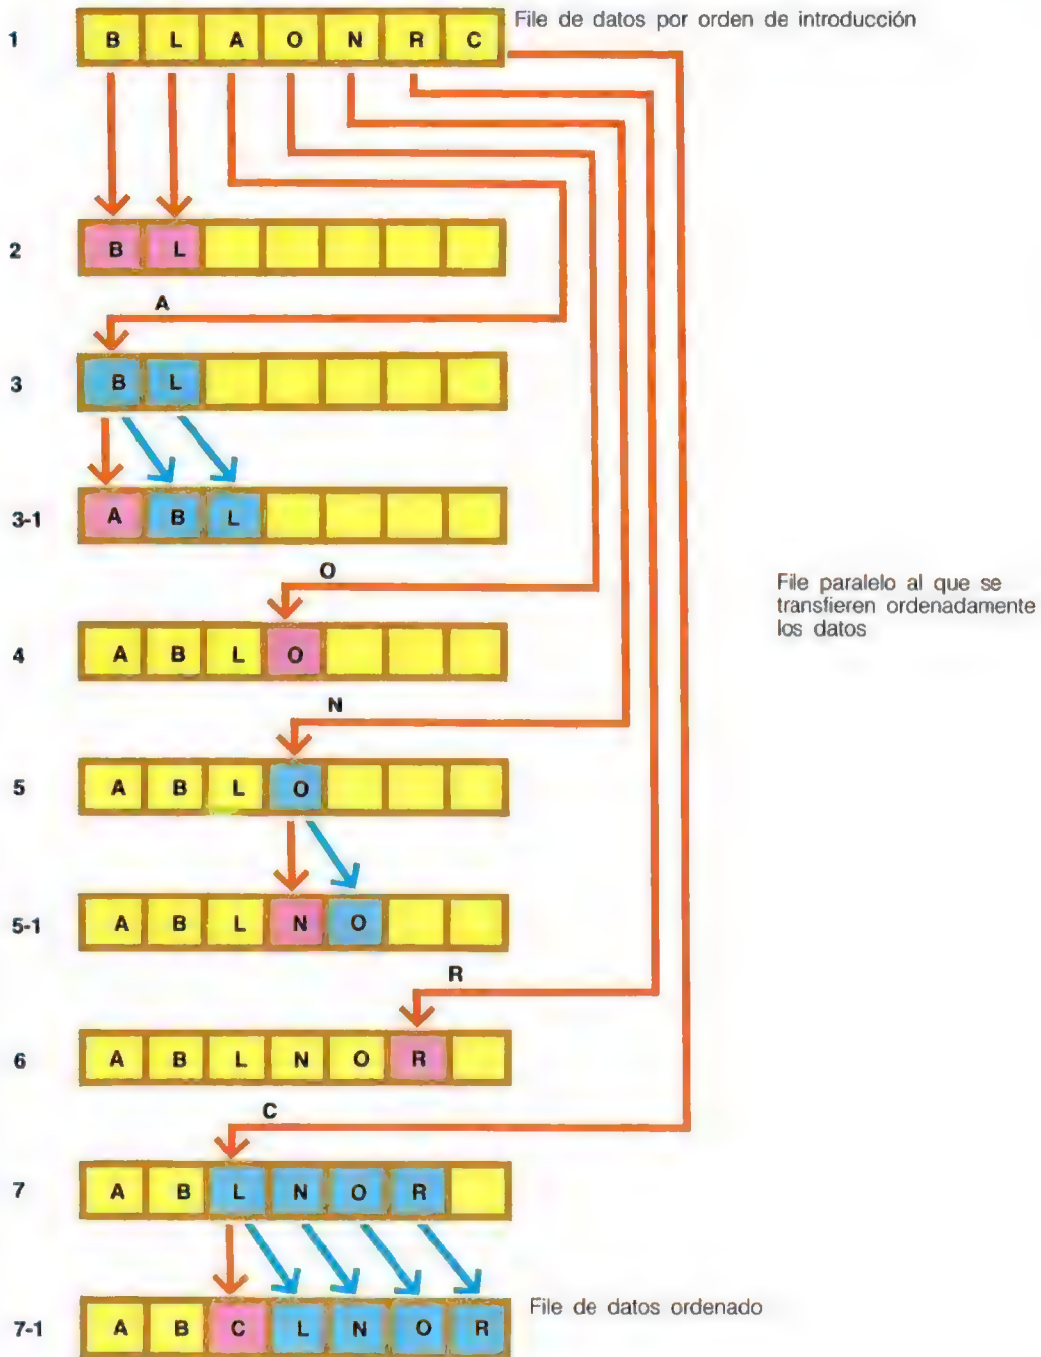 File de datos por orden de introducción
1 B L A O N R C
2 B L
A
3 B L
3-1 A B L
O
File paralelo al que se
transfieren ordenadamente
los datos
4 A B L O
N
5 A B L O
5-1 A B L N O
R
6 A B L N O R
C
7 A B L N O R
File de datos ordenado
7-1 A B C L N O R